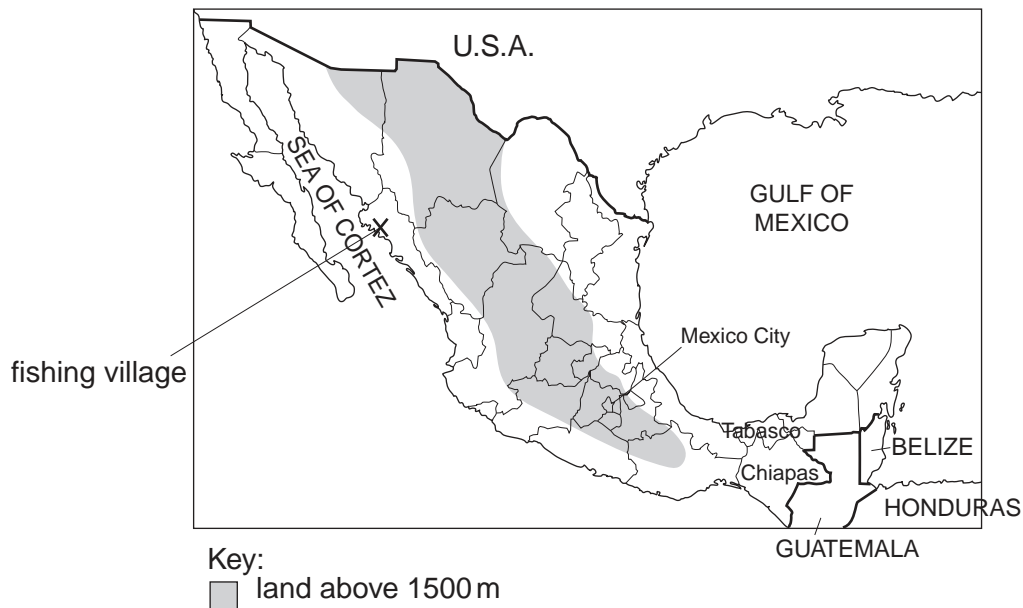 U.S.A.
SEA OF CORTEZ
GULF OF
MEXICO
Mexico City
fishing village
Tabasco
BELIZE
Chiapas
HONDURAS
GUATEMALA
Key:
land above 1500 m